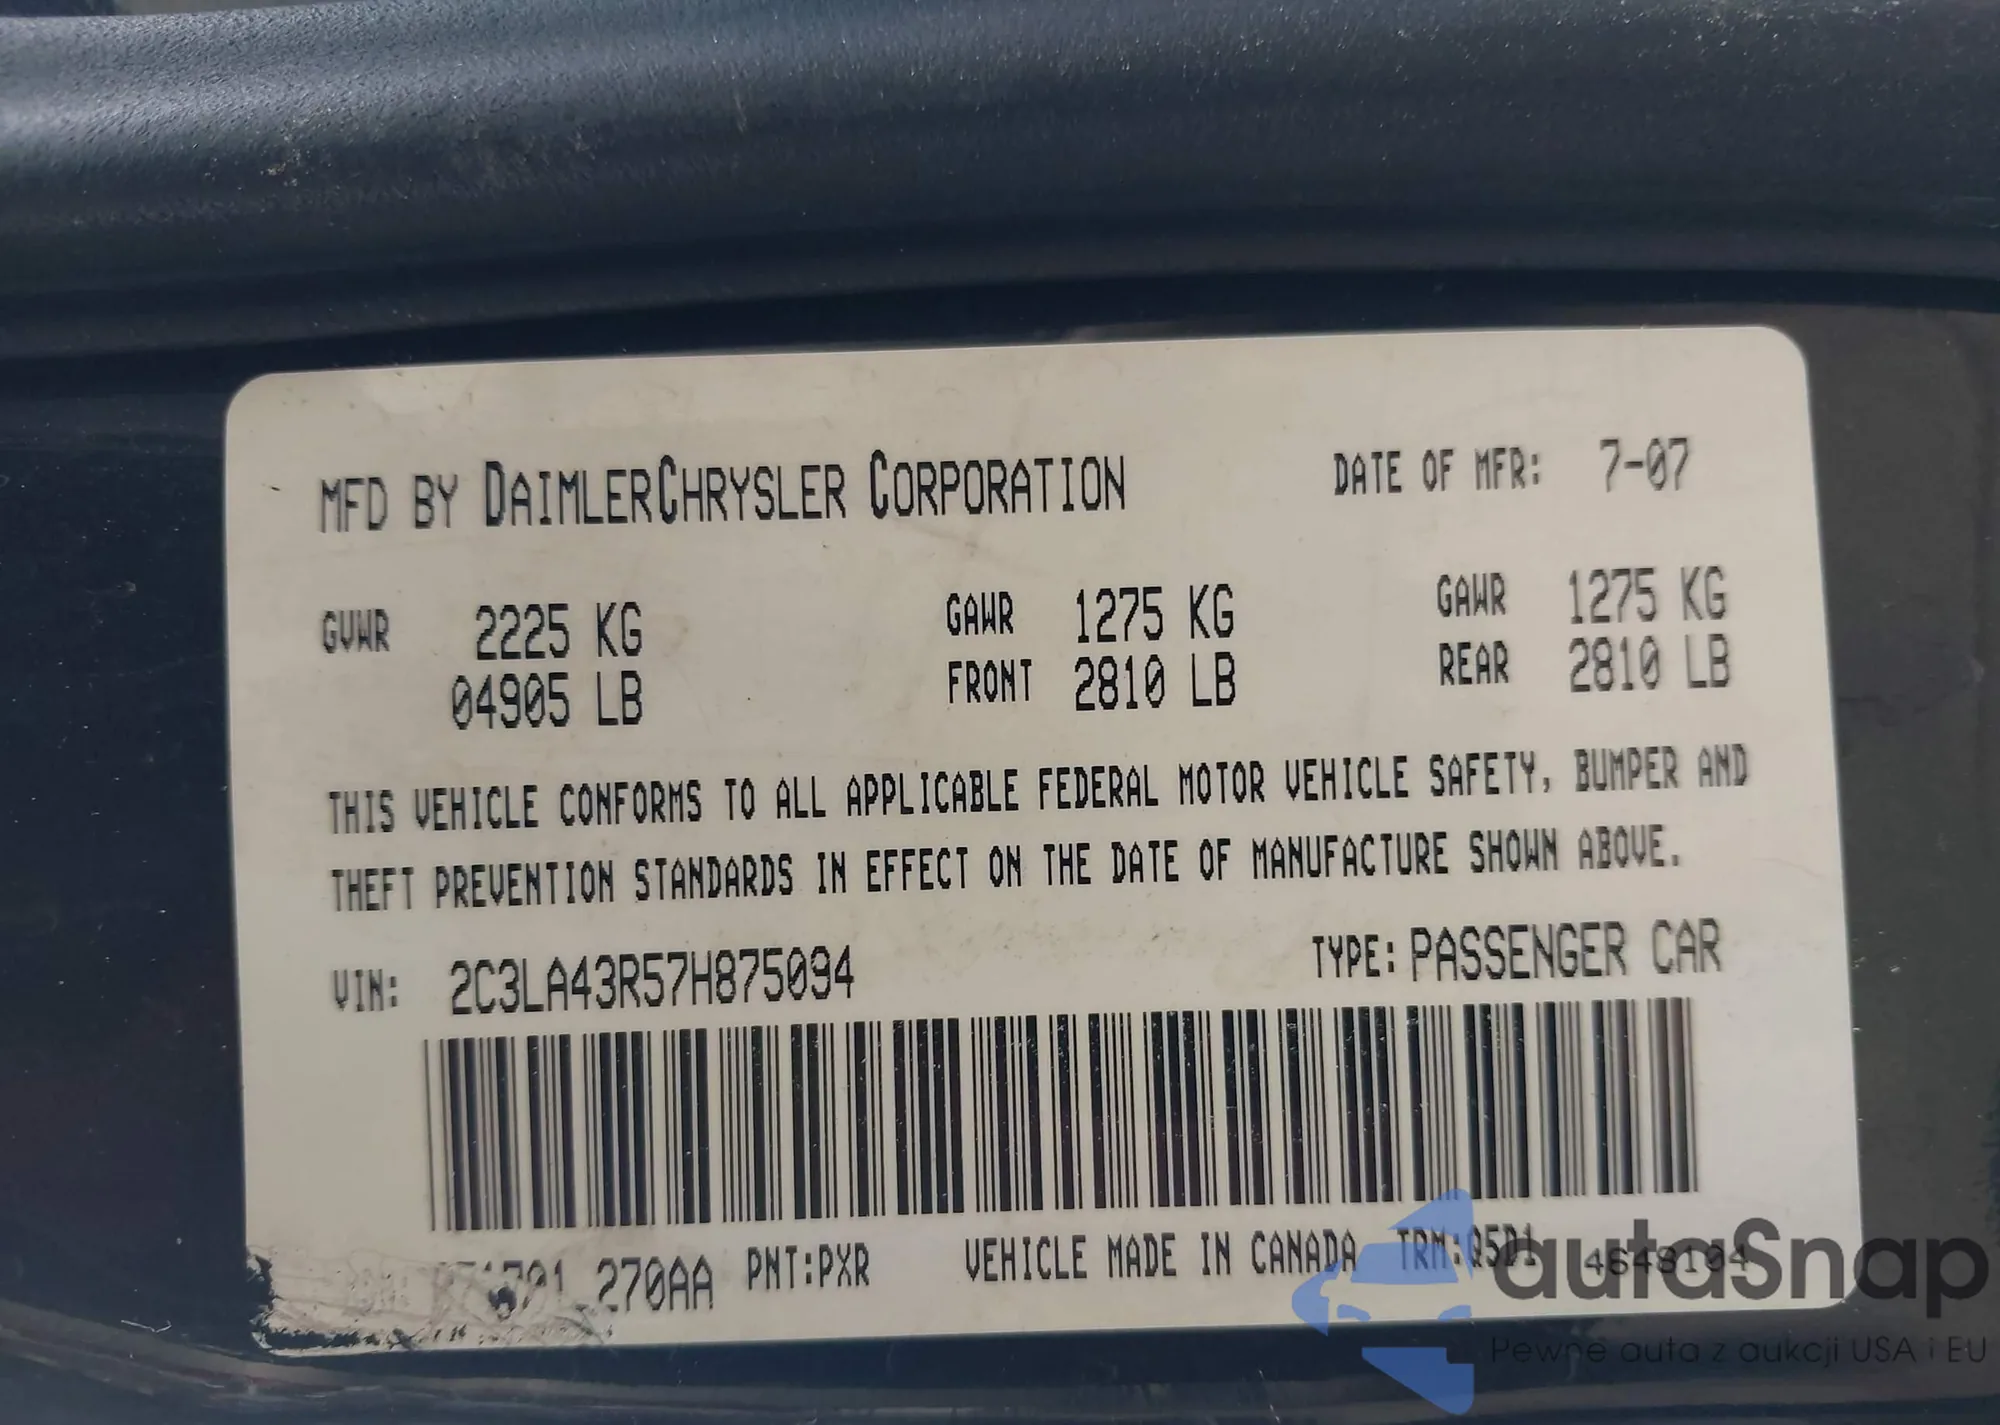 MFD BY DAIMLERCHRYSLER CORPORATION DATE OF MFR: 7-07
GVWR 2225 KG GAWR 1275 KG GAWR 1275 KG
04905 LB FRONT 2810 LB REAR 2810 LB
THIS VEHICLE CONFORMS TO ALL APPLICABLE FEDERAL MOTOR VEHICLE SAFETY, BUMPER AND
THEFT PREVENTION STANDARDS IN EFFECT ON THE DATE OF MANUFACTURE SHOWN ABOVE.
VIN: 2C3LA43R57H875094 TYPE: PASSENGER CAR
270AA PNT:PXR VEHICLE MADE IN CANADA TRM:Q5D1 4648104
autaSnap
Pewne auta z aukcji USA i EU